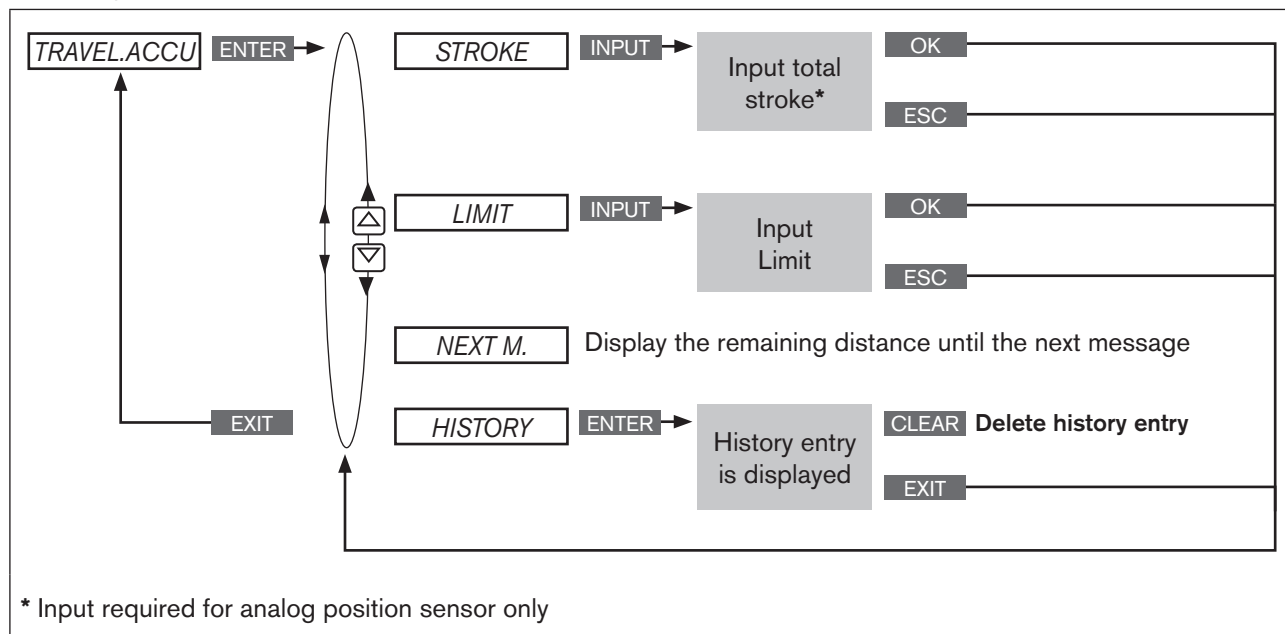 TRAVEL.ACCU ENTER STROKE INPUT Input total stroke* OK
ESC
LIMIT INPUT Input Limit OK
ESC
NEXT M. Display the remaining distance until the next message
EXIT HISTORY ENTER History entry is displayed CLEAR Delete history entry
EXIT
* Input required for analog position sensor only